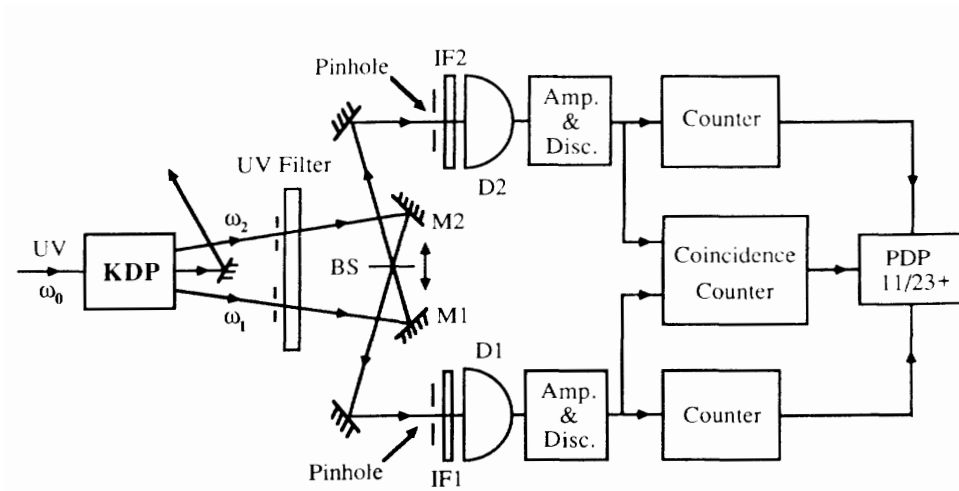 IF2
Pinhole
Amp.
&
Disc.
Counter
D2
UV Filter
ω₂
M2
UV
KDP
BS
Coincidence
Counter
PDP
11/23+
ω₀
ω₁
M1
D1
Amp.
&
Disc.
Counter
Pinhole
IF1